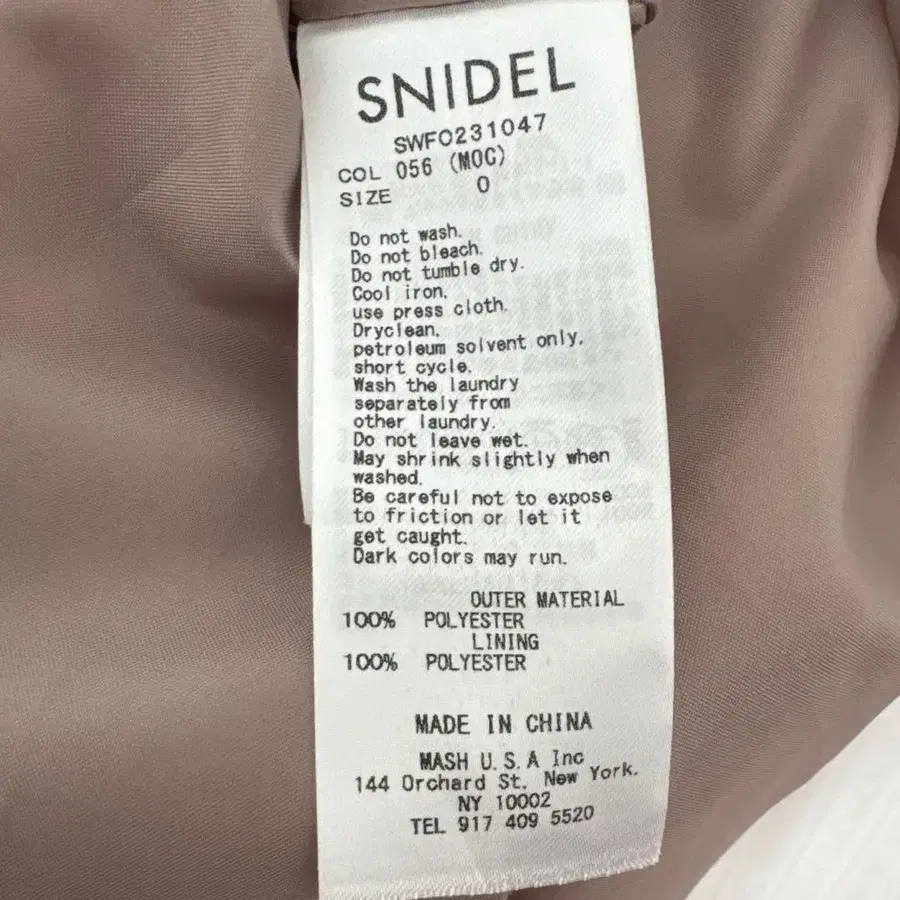 SNIDEL
SWFO231047
COL 056 (MOC)
SIZE 0
Do not wash.
Do not bleach.
Do not tumble dry.
Cool iron,
use press cloth.
Dryclean,
petroleum solvent only,
short cycle.
Wash the laundry
separately from
other laundry.
Do not leave wet.
May shrink slightly when
washed.
Be careful not to expose
to friction or let it
get caught.
Dark colors may run.
OUTER MATERIAL
100% POLYESTER
LINING
100% POLYESTER
MADE IN CHINA
MASH U.S.A Inc
144 Orchard St. New York.
NY 10002
TEL 917 409 5520